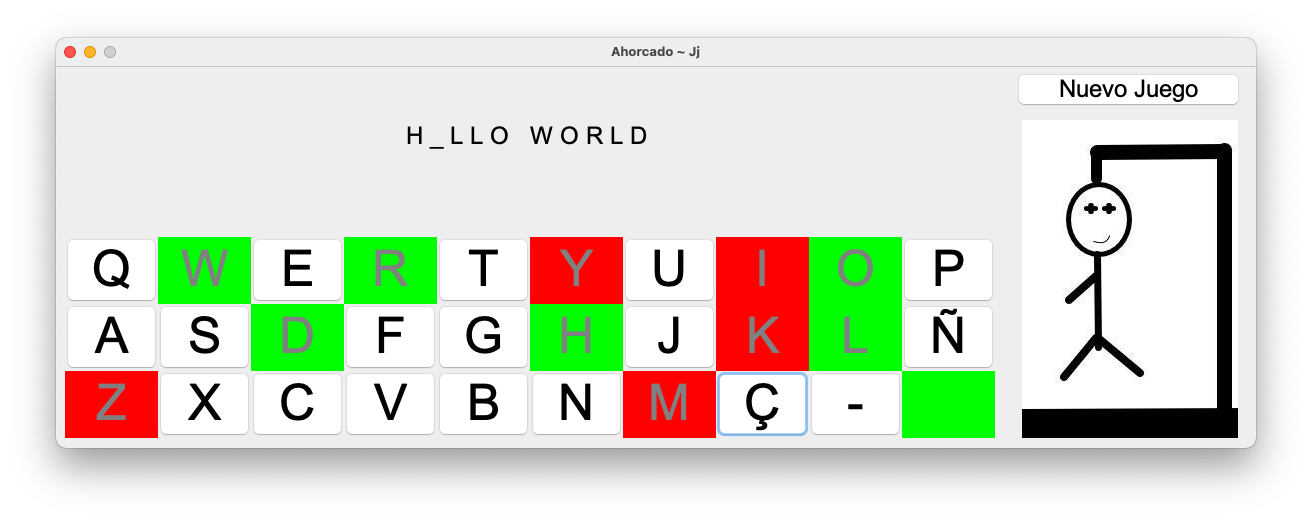 Ahorcado ~ Jj
Nuevo Juego
H_LLO WORLD
Q W E R T Y U I O P
A S D F G H J K L Ñ
Z X C V B N M Ç -